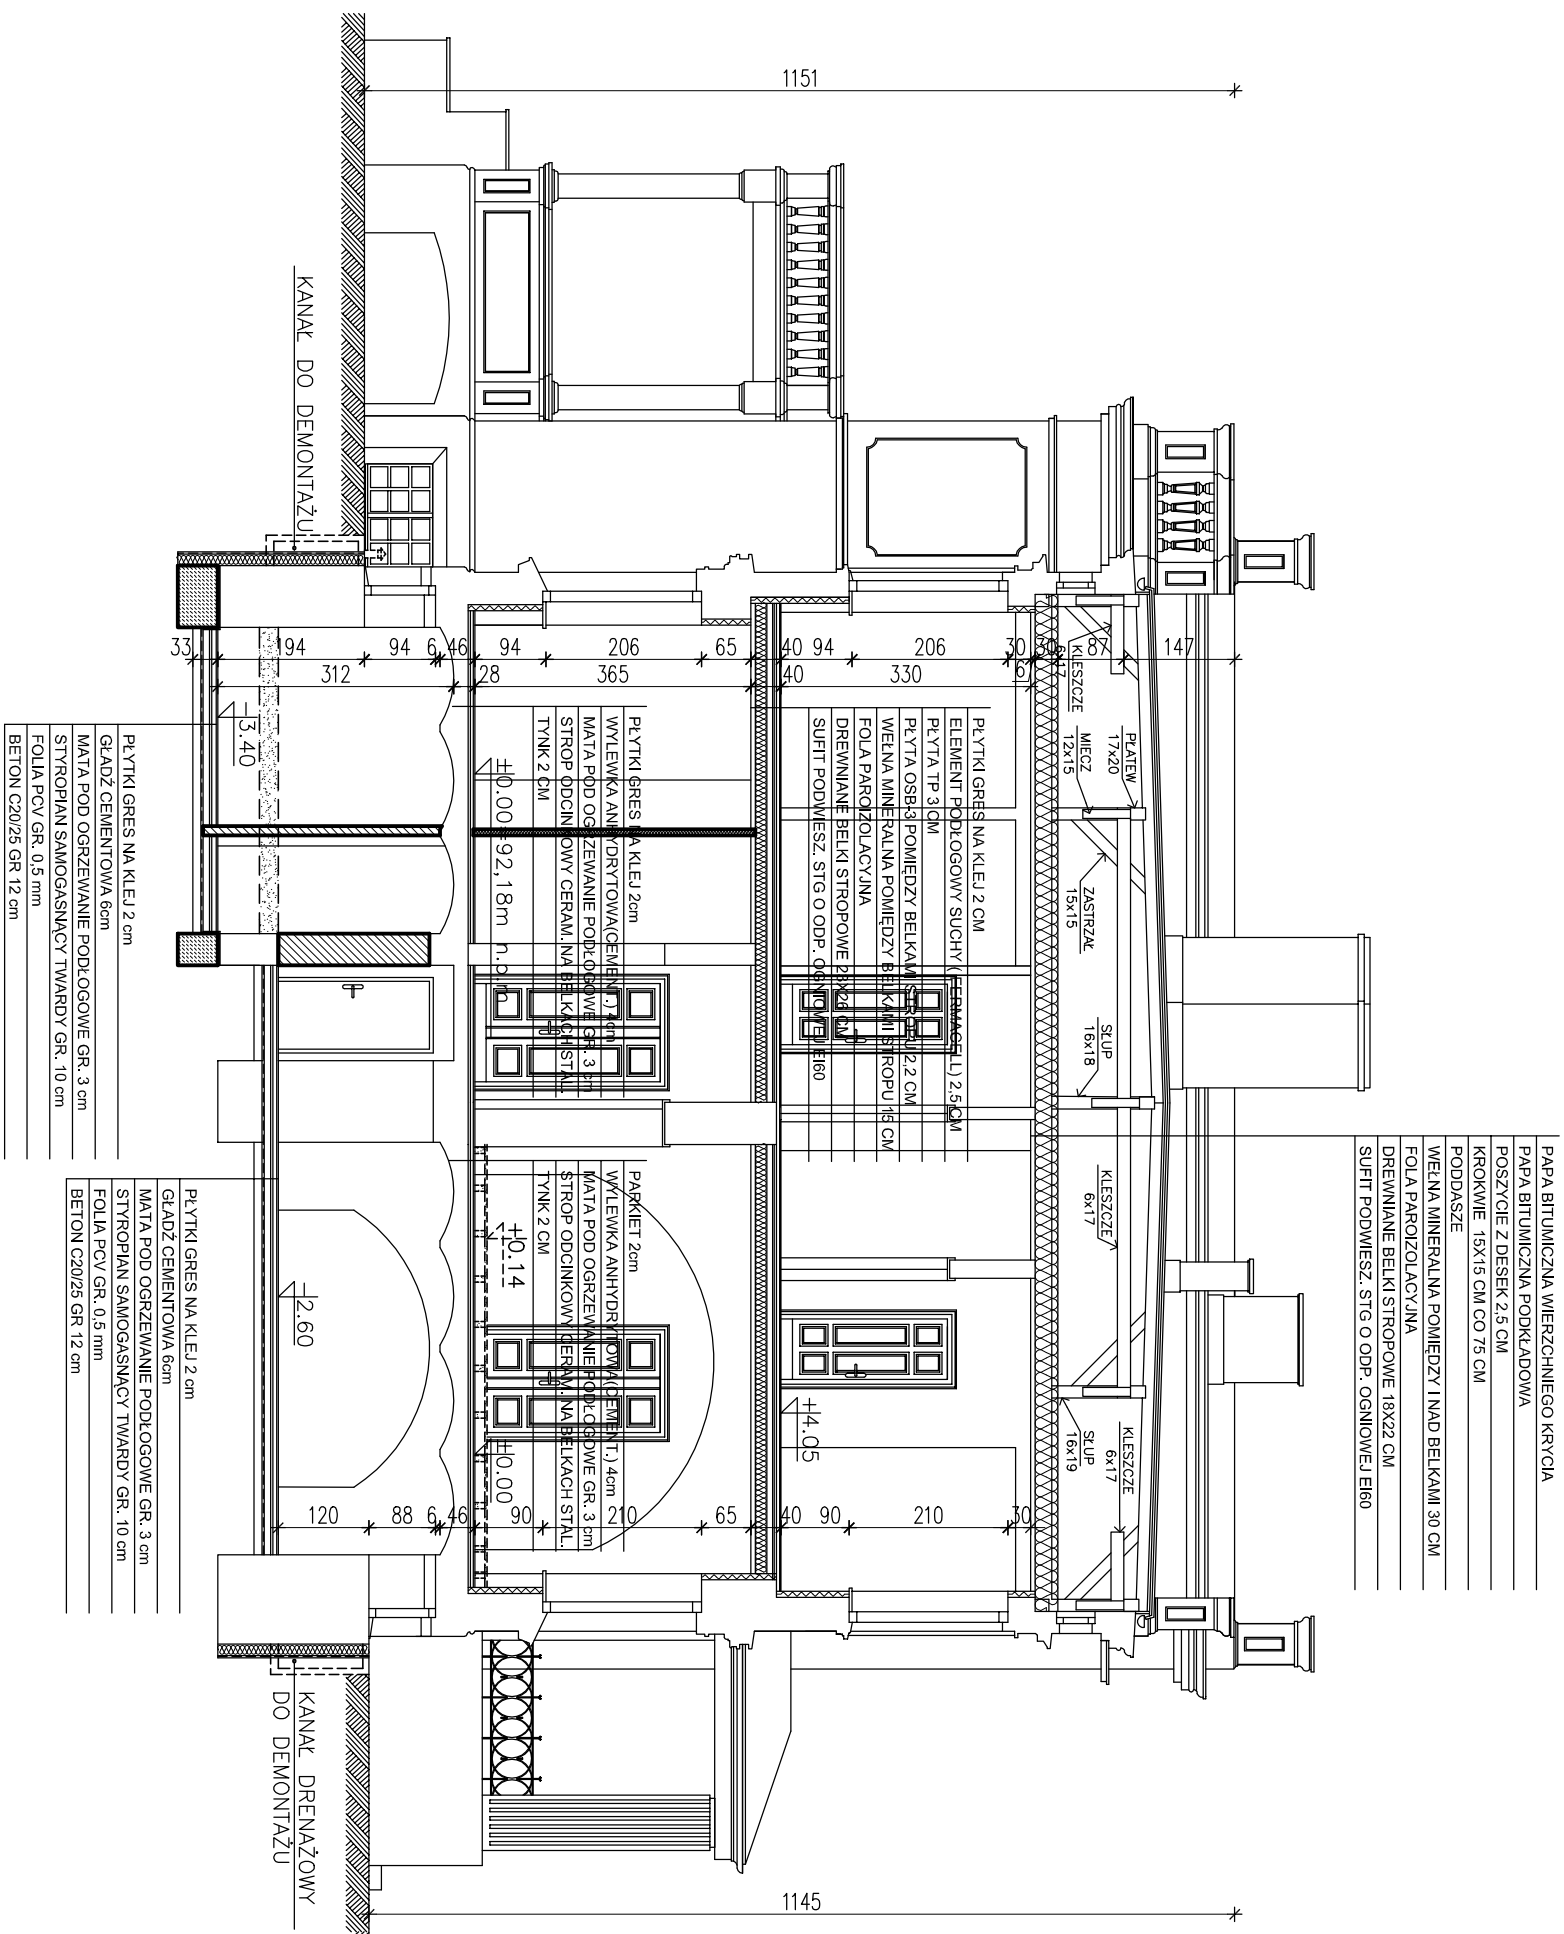 PAPA BITUMICZNA WIERZCHNIEGO KRYCIA
PAPA BITUMICZNA PODKŁADOWA
POSZYCIE Z DESEK 2,5 CM
KROKWIE 15X15 CM CO 75 CM
PODDASZE
WEŁNA MINERALNA POMIĘDZY I NAD BELKAMI 30 CM
FOLA PAROIZOLACYJNA
DREWNIANE BELKI STROPOWE 18X22 CM
SUFIT PODWIESZ. STG O ODP. OGNIOWEJ EI60
1151
147
87
30
30
206
94
40
65
206
94
46
6
94
194
33
6
330
40
365
28
312
KLESZCZE
6x17
PŁATEW
17x20
MIECZ
12x15
ZASTRZAŁ
15x15
SŁUP
16x18
KLESZCZE
6x17
SŁUP
16x19
KLESZCZE
6x17
PŁYTKI GRES NA KLEJ 2 CM
ELEMENT PODŁOGOWY SUCHY (FERMACELL) 2,5 CM
PŁYTA TP 3 CM
PŁYTA OSB3 POMIĘDZY BELKAMI STROPU 2,2 CM
WEŁNA MINERALNA POMIĘDZY BELKAMI STROPU 15 CM
FOLA PAROIZOLACYJNA
DREWNIANE BELKI STROPOWE 23X26 CM
SUFIT PODWIESZ. STG O ODP. OGNIOWEJ EI60
+4.05
PŁYTKI GRES NA KLEJ 2cm
WYLEWKA ANHYDRYTOWA(CEMENT.) 4cm
MATA POD OGRZEWANIE PODŁOGOWE GR. 3 cm
STROP ODCINKOWY CERAM. NA BELKACH STAL.
TYNK 2 CM
±0.00=92,18m n.p.m
PARKIET 2cm
WYLEWKA ANHYDRYTOWA(CEMENT.) 4cm
MATA POD OGRZEWANIE PODŁOGOWE GR. 3 cm
STROP ODCINKOWY CERAM. NA BELKACH STAL.
TYNK 2 CM
+0.14
±0.00
30
210
90
40
65
210
90
46
6
88
120
1145
KANAŁ DO DEMONTAŻU
-3.40
-2.60
KANAŁ DRENAŻOWY
DO DEMONTAŻU
PŁYTKI GRES NA KLEJ 2 cm
GŁADŹ CEMENTOWA 6cm
MATA POD OGRZEWANIE PODŁOGOWE GR. 3 cm
STYROPIAN SAMOGASNĄCY TWARDY GR. 10 cm
FOLIA PCV GR. 0,5 mm
BETON C20/25 GR 12 cm
PŁYTKI GRES NA KLEJ 2 cm
GŁADŹ CEMENTOWA 6cm
MATA POD OGRZEWANIE PODŁOGOWE GR. 3 cm
STYROPIAN SAMOGASNĄCY TWARDY GR. 10 cm
FOLIA PCV GR. 0,5 mm
BETON C20/25 GR 12 cm